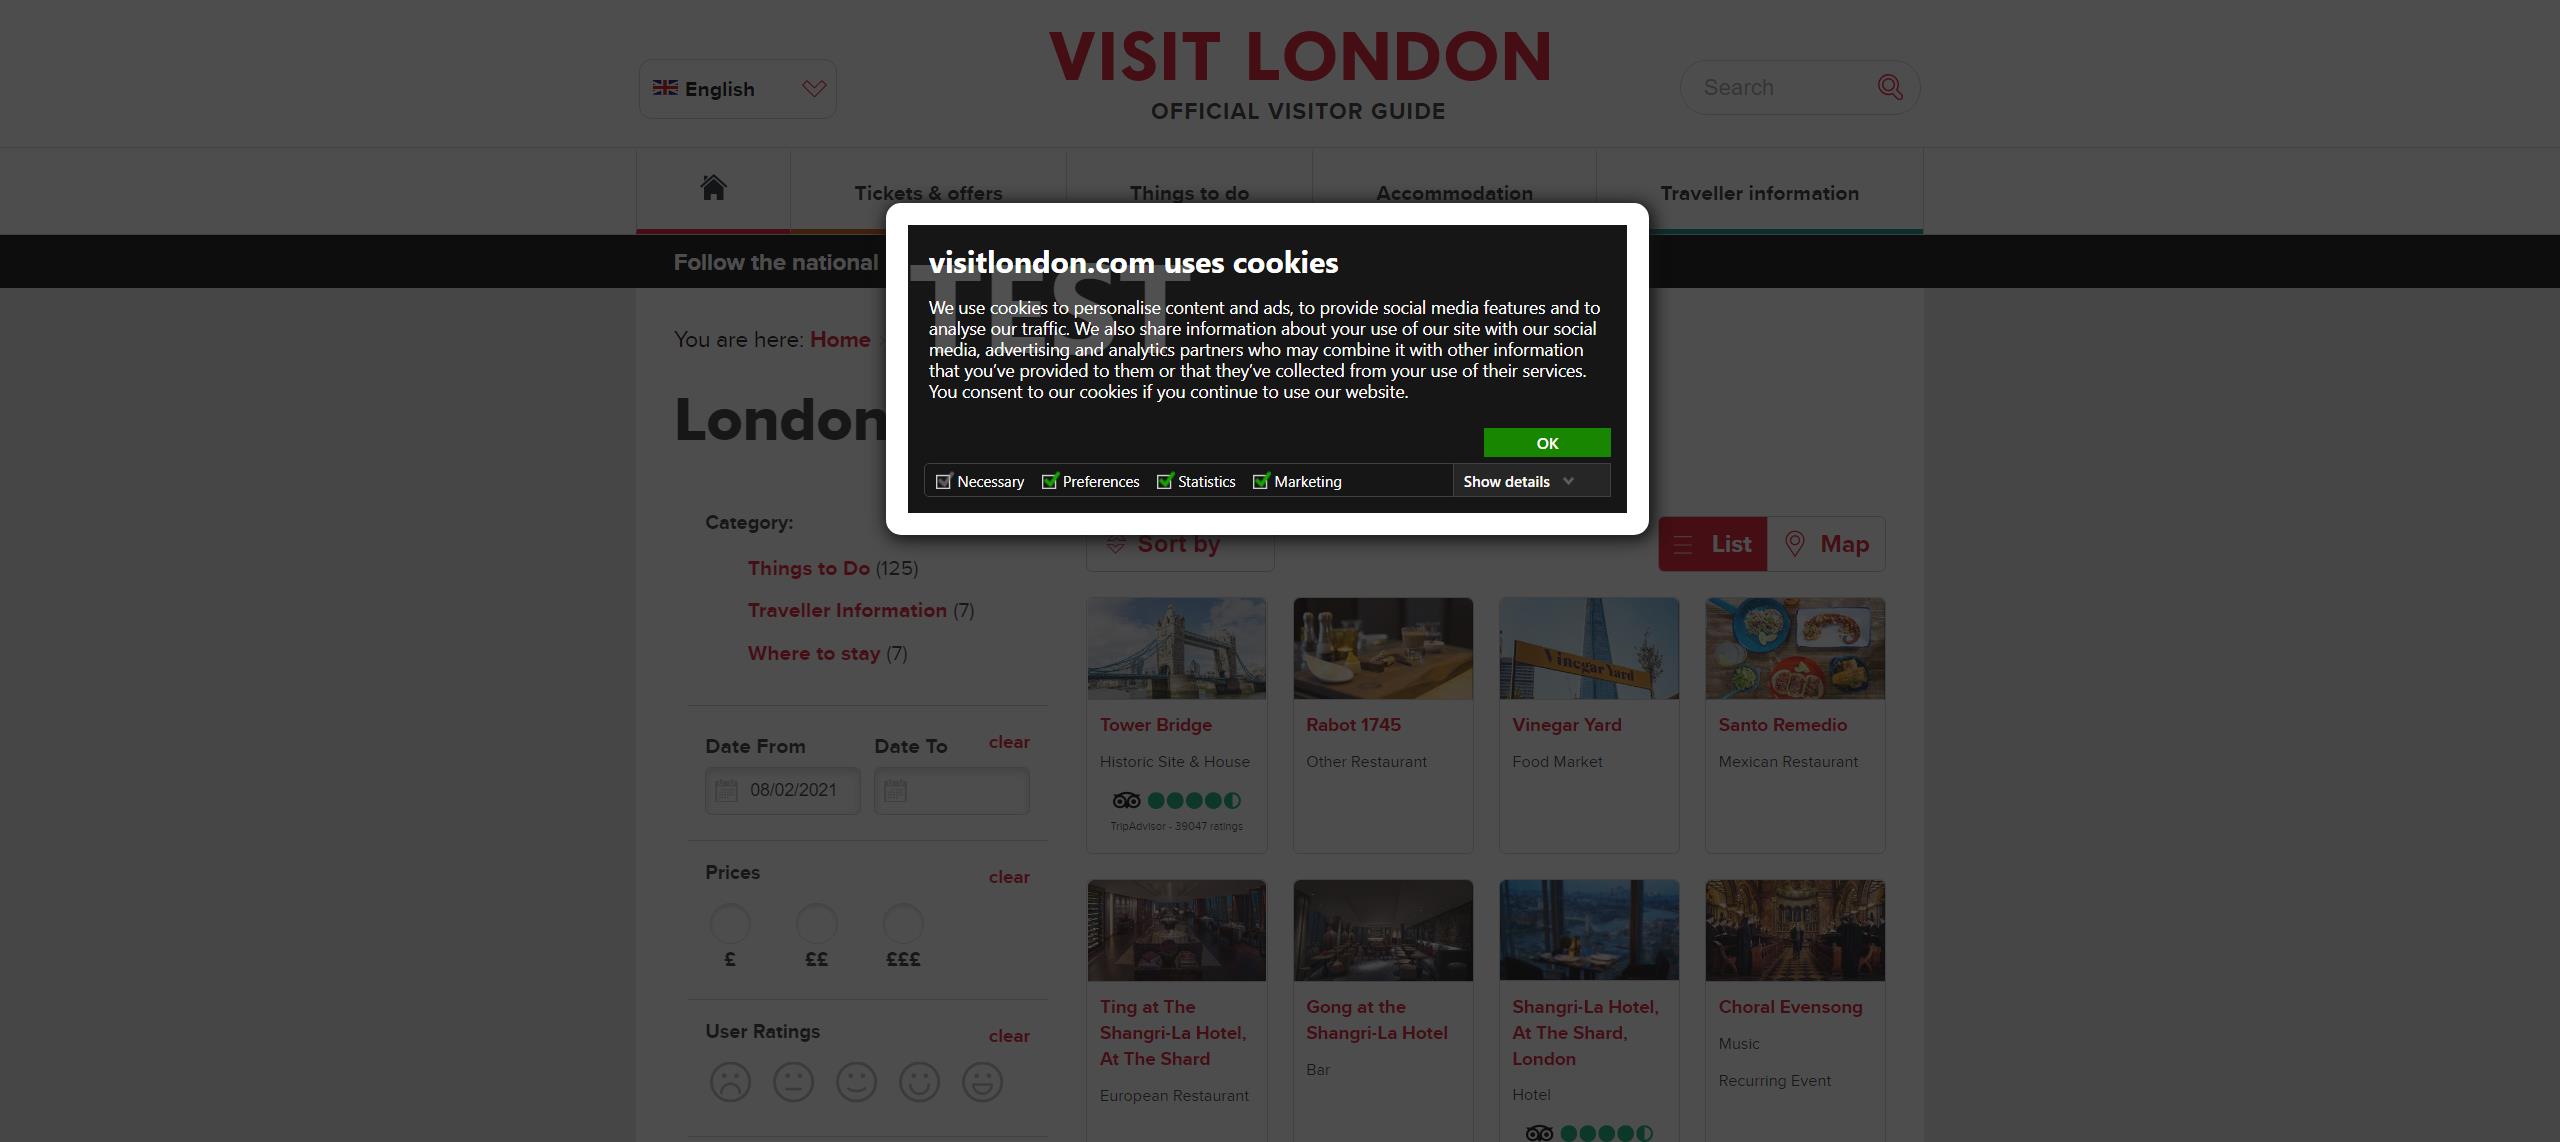 VISIT LONDON
OFFICIAL VISITOR GUIDE
English
Search
Tickets & offers
Things to do
Accommodation
Traveller information
Follow the national
You are here: Home
London
TEST
visitlondon.com uses cookies
We use cookies to personalise content and ads, to provide social media features and to
analyse our traffic. We also share information about your use of our site with our social
media, advertising and analytics partners who may combine it with other information
that you've provided to them or that they've collected from your use of their services.
You consent to our cookies if you continue to use our website.
OK
Necessary
Preferences
Statistics
Marketing
Show details
Category:
Things to Do (125)
Traveller Information (7)
Where to stay (7)
Date From
Date To
clear
08/02/2021
Prices
clear
£
££
£££
User Ratings
clear
Sort by
List
Map
Tower Bridge
Historic Site & House
TripAdvisor - 39047 ratings
Rabot 1745
Other Restaurant
Vinegar Yard
Vinegar Yard
Food Market
Santo Remedio
Mexican Restaurant
Ting at The
Shangri-La Hotel,
At The Shard
European Restaurant
Gong at the
Shangri-La Hotel
Bar
Shangri-La Hotel,
At The Shard,
London
Hotel
Choral Evensong
Music
Recurring Event